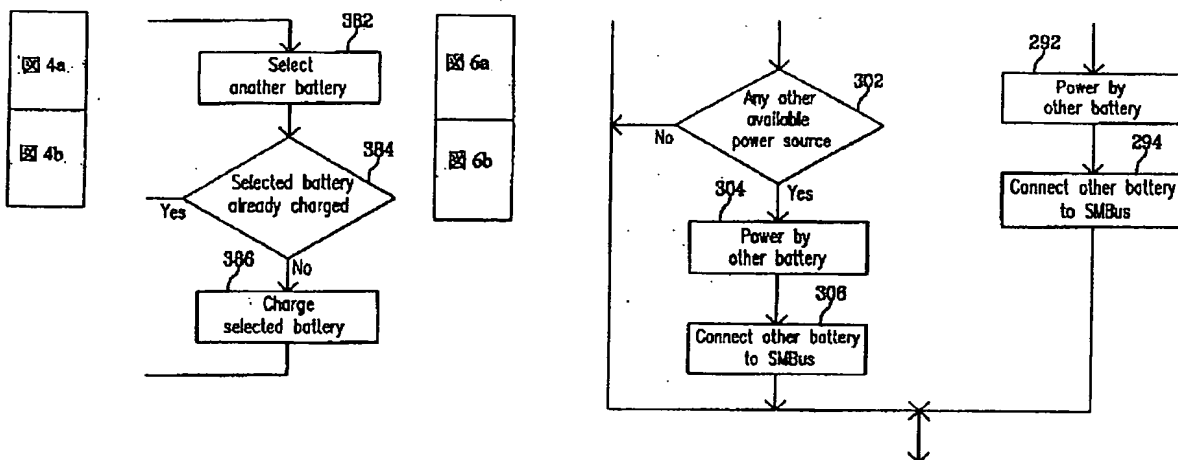 図 4a
図 4b
382
Select
another battery
384
Selected battery
already charged
Yes
No
386
Charge
selected battery
図 6a
図 6b
302
Any other
available
power source
No
Yes
304
Power by
other battery
306
Connect other battery
to SMBus
292
Power by
other battery
294
Connect other battery
to SMBus